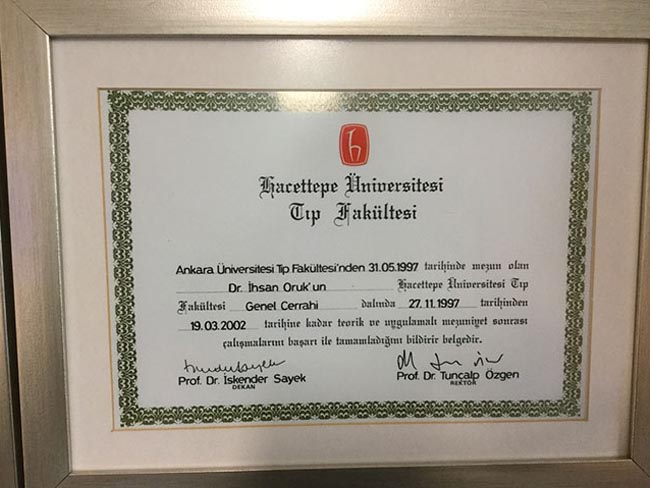 Hacettepe Üniversitesi
Tıp Fakültesi
Ankara Üniversitesi Tıp Fakültesi'nden 31.05.1997 tarihinde mezun olan
Dr. İhsan Oruk'un Hacettepe Üniversitesi Tıp
Fakültesi Genel Cerrahi dalında 27.11.1997 tarihinden
19.03.2002 tarihine kadar teorik ve uygulamalı mezuniyet sonrası
çalışmalarını başarı ile tamamladığını bildirir belgedir.
Prof. Dr. İskender Sayek Prof. Dr. Tunçalp Özgen
DEKAN REKTÖR